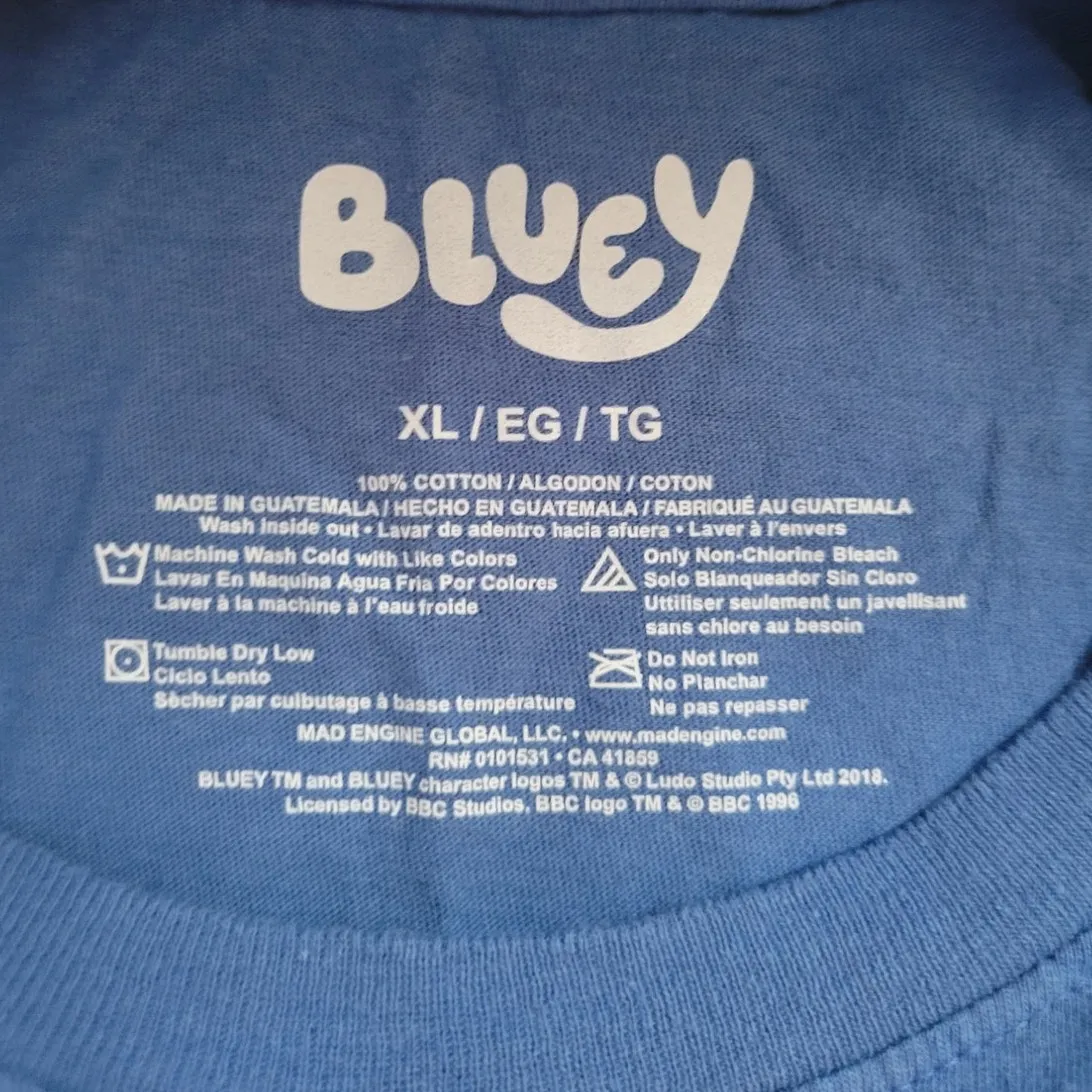 BLUEY
XL / EG / TG
100% COTTON / ALGODON / COTON
MADE IN GUATEMALA / HECHO EN GUATEMALA / FABRIQUÉ AU GUATEMALA
Wash Inside out • Lavar de adentro hacia afuera • Laver à l'envers
Machine Wash Cold with Like Colors
Lavar En Maquina Agua Fria Por Colores
Laver à la machine à l'eau froide
Only Non-Chlorine Bleach
Solo Blanqueador Sin Cloro
Uttiliser seulement un javellisant
sans chlore au besoin
Tumble Dry Low
Ciclo Lento
Sècher par culbutage à basse température
Do Not Iron
No Planchar
Ne pas repasser
MAD ENGINE GLOBAL, LLC. • www.madengine.com
RN# 0101531 • CA 41859
BLUEY TM and BLUEY character logos TM & © Ludo Studio Pty Ltd 2018.
Licensed by BBC Studios. BBC logo TM & © BBC 1996